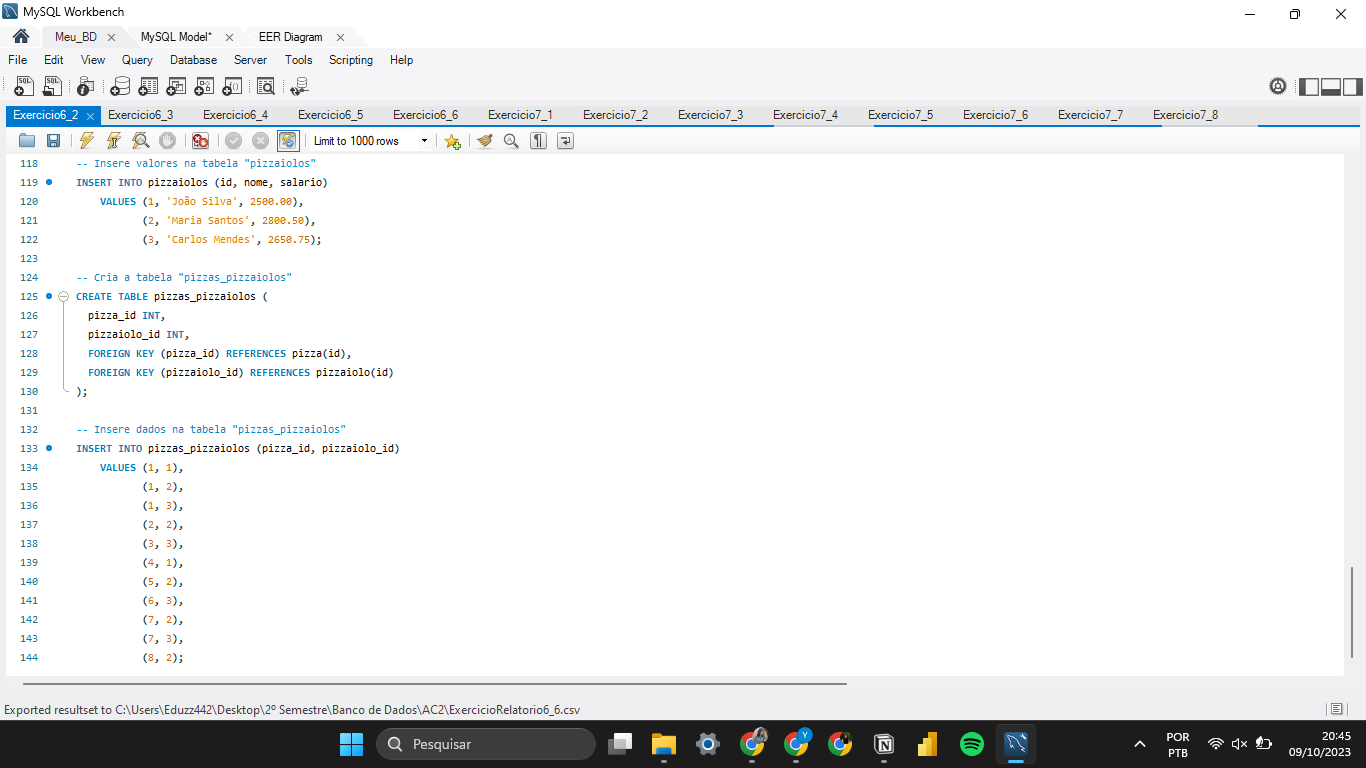 MySQL Workbench
Meu_BD
MySQL Model*
EER Diagram
File Edit View Query Database Server Tools Scripting Help
Exercicio6_2 Exercicio6_3 Exercicio6_4 Exercicio6_5 Exercicio6_6 Exercicio7_1 Exercicio7_2 Exercicio7_3 Exercicio7_4 Exercicio7_5 Exercicio7_6 Exercicio7_7 Exercicio7_8
Limit to 1000 rows
118 -- Insere valores na tabela "pizzaiolos"
119 INSERT INTO pizzaiolos (id, nome, salario)
120 VALUES (1, 'João Silva', 2500.00),
121 (2, 'Maria Santos', 2800.50),
122 (3, 'Carlos Mendes', 2650.75);
123
124 -- Cria a tabela "pizzas_pizzaiolos"
125 CREATE TABLE pizzas_pizzaiolos (
126 pizza_id INT,
127 pizzaiolo_id INT,
128 FOREIGN KEY (pizza_id) REFERENCES pizza(id),
129 FOREIGN KEY (pizzaiolo_id) REFERENCES pizzaiolo(id)
130 );
131
132 -- Insere dados na tabela "pizzas_pizzaiolos"
133 INSERT INTO pizzas_pizzaiolos (pizza_id, pizzaiolo_id)
134 VALUES (1, 1),
135 (1, 2),
136 (1, 3),
137 (2, 2),
138 (3, 3),
139 (4, 1),
140 (5, 2),
141 (6, 3),
142 (7, 2),
143 (7, 3),
144 (8, 2);
Exported resultset to C:\Users\Eduzz442\Desktop\2º Semestre\Banco de Dados\AC2\ExercicioRelatorio6_6.csv
Pesquisar
POR
PTB
20:45
09/10/2023